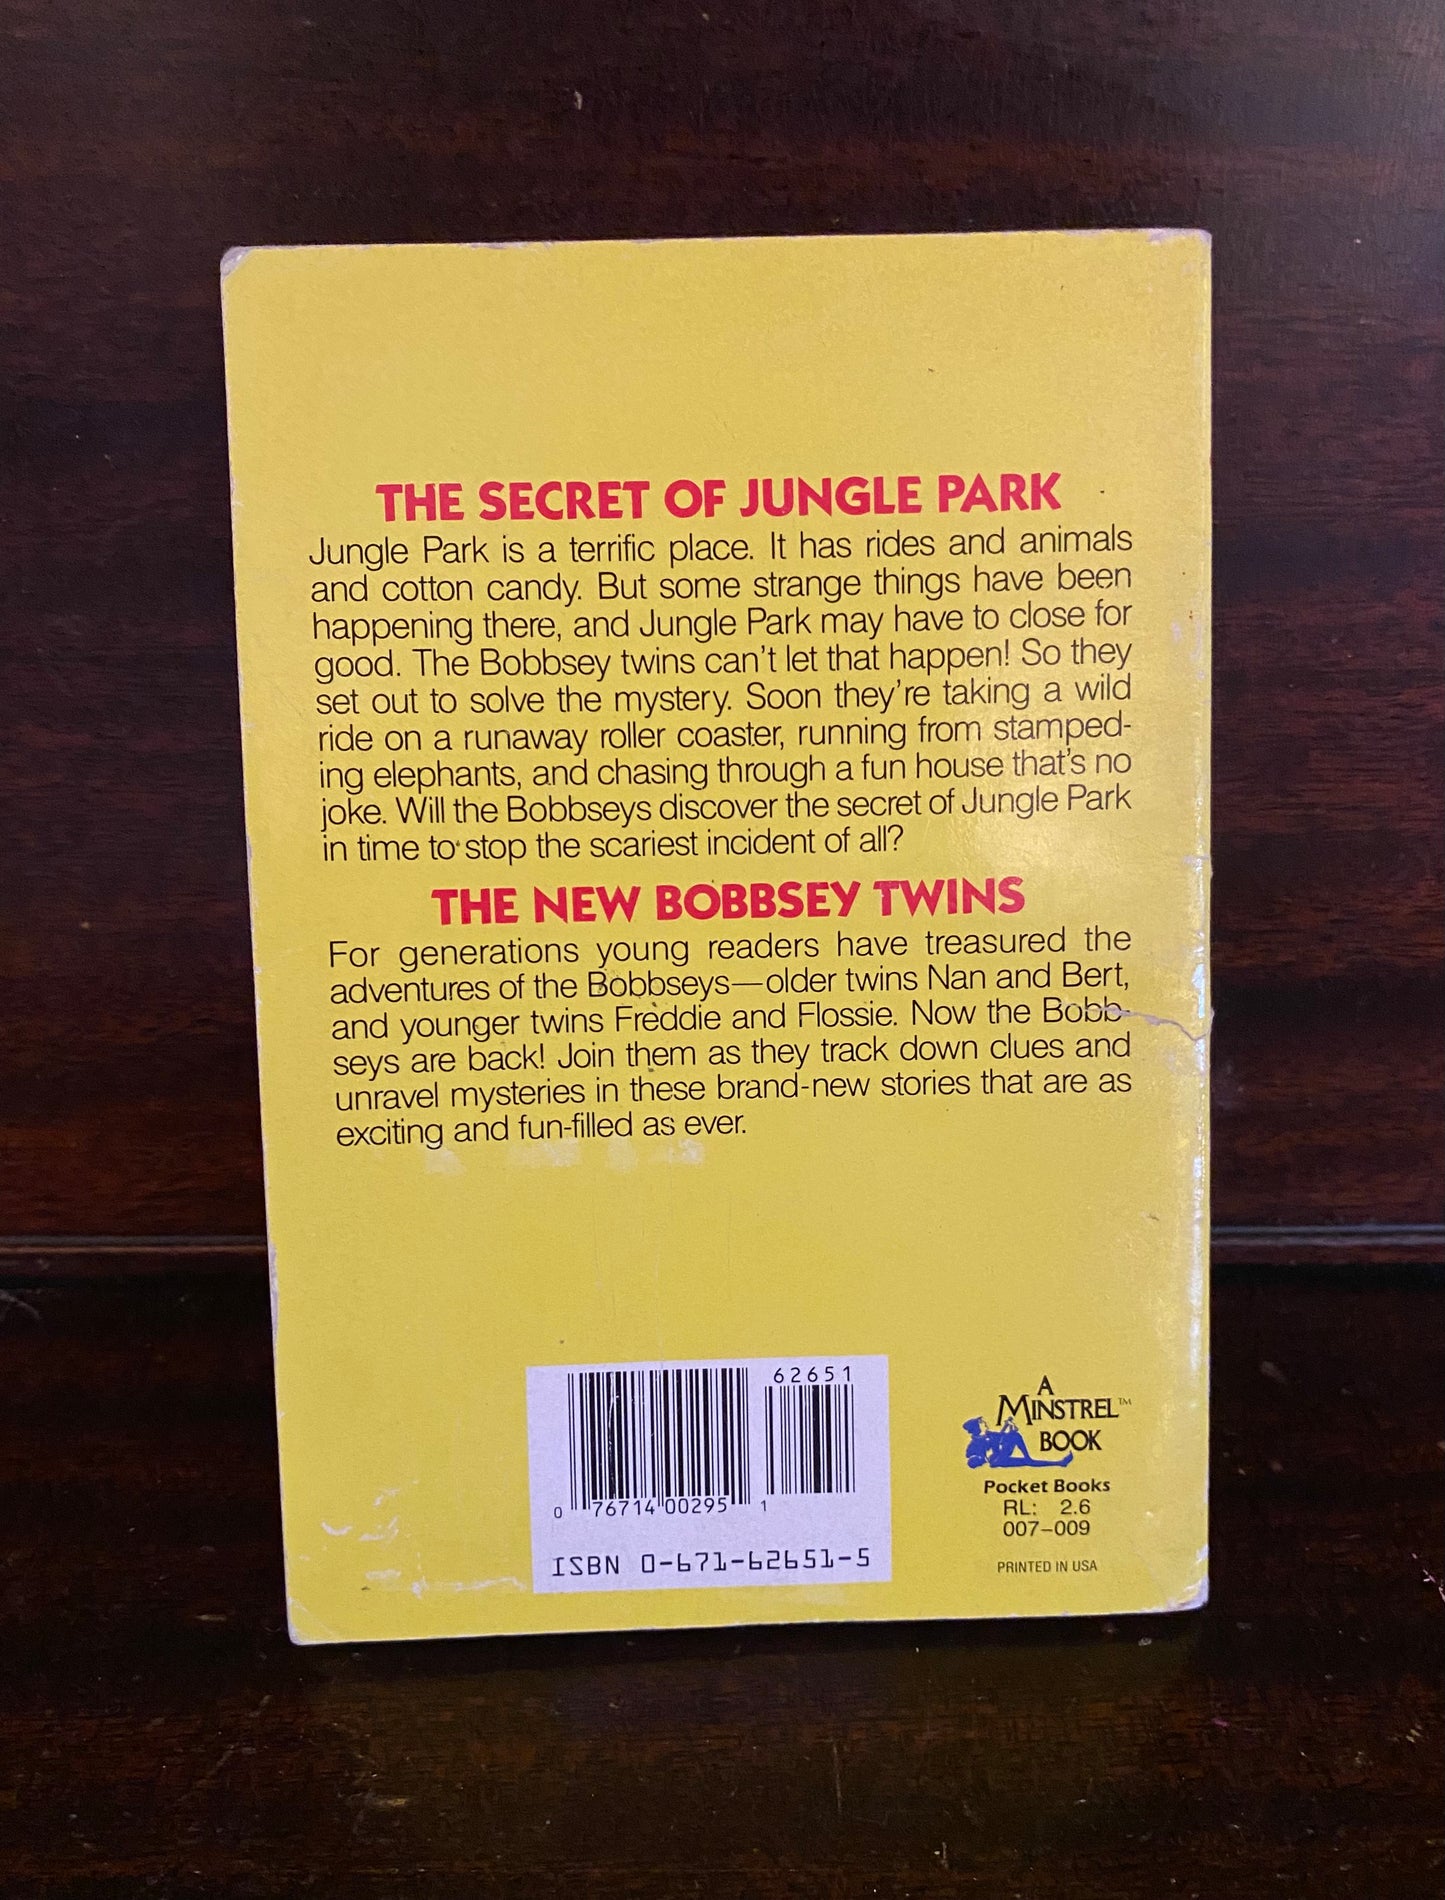 THE SECRET OF JUNGLE PARK
Jungle Park is a terrific place. It has rides and animals
and cotton candy. But some strange things have been
happening there, and Jungle Park may have to close for
good. The Bobbsey twins can't let that happen! So they
set out to solve the mystery. Soon they're taking a wild
ride on a runaway roller coaster, running from stamped-
ing elephants, and chasing through a fun house that's no
joke. Will the Bobbseys discover the secret of Jungle Park
in time to stop the scariest incident of all?
THE NEW BOBBSEY TWINS
For generations young readers have treasured the
adventures of the Bobbseys—older twins Nan and Bert,
and younger twins Freddie and Flossie. Now the Bobb-
seys are back! Join them as they track down clues and
unravel mysteries in these brand-new stories that are as
exciting and fun-filled as ever.
62651
0 76714 00295 1
ISBN 0-671-62651-5
A
MINSTREL™
BOOK
Pocket Books
RL: 2.6
007–009
PRINTED IN USA